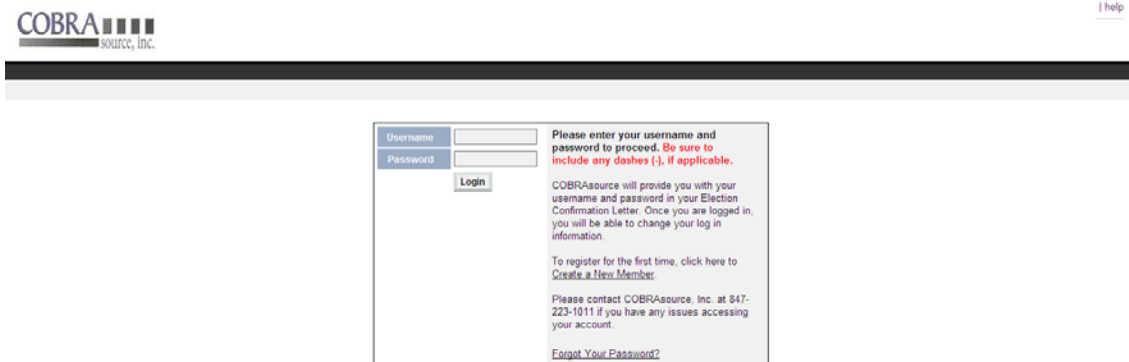 | help
COBRA
source, Inc.
Username
Password
Login
Please enter your username and
password to proceed. Be sure to
include any dashes (-), if applicable.
COBRAsource will provide you with your
username and password in your Election
Confirmation Letter. Once you are logged in,
you will be able to change your log in
information.
To register for the first time, click here to
Create a New Member.
Please contact COBRAsource, Inc. at 847-
223-1011 if you have any issues accessing
your account.
Forgot Your Password?